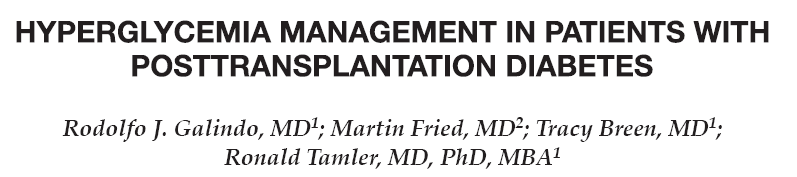 HYPERGLYCEMIA MANAGEMENT IN PATIENTS WITH
POSTTRANSPLANTATION DIABETES
Rodolfo J. Galindo, MD¹; Martin Fried, MD²; Tracy Breen, MD¹;
Ronald Tamler, MD, PhD, MBA¹